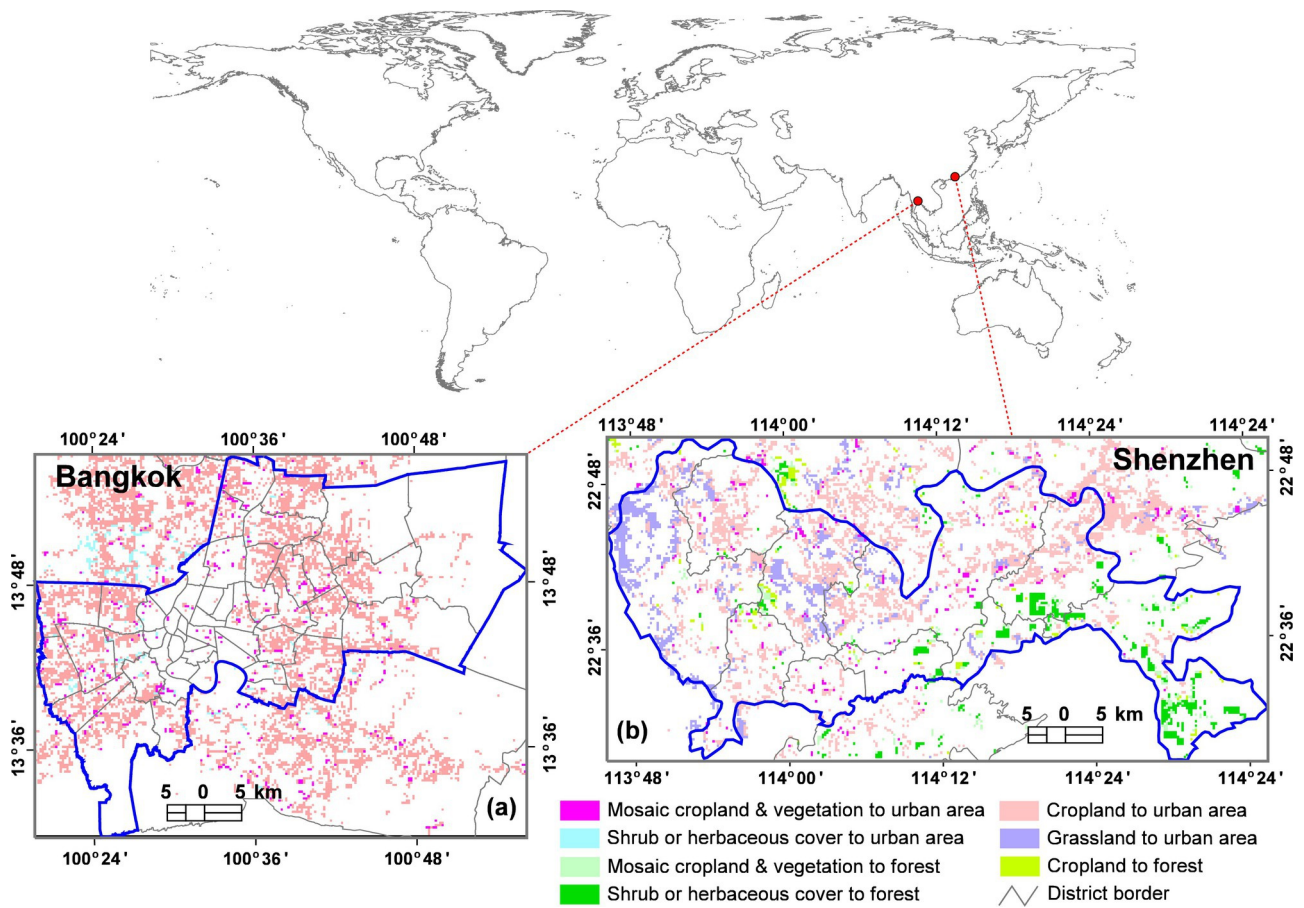 113°48' 114°00' 114°12' 114°24' 114°24'
100°24' 100°36' 100°48'
Bangkok
Shenzhen
22°48'
22°48'
13°48'
13°48'
22°36'
22°36'
13°36'
13°36'
5 0 5 km
(a)
5 0 5 km
(b)
100°24' 100°36' 100°48'
113°48' 114°00' 114°12' 114°24' 114°24'
Mosaic cropland & vegetation to urban area
Cropland to urban area
Shrub or herbaceous cover to urban area
Grassland to urban area
Mosaic cropland & vegetation to forest
Cropland to forest
Shrub or herbaceous cover to forest
District border